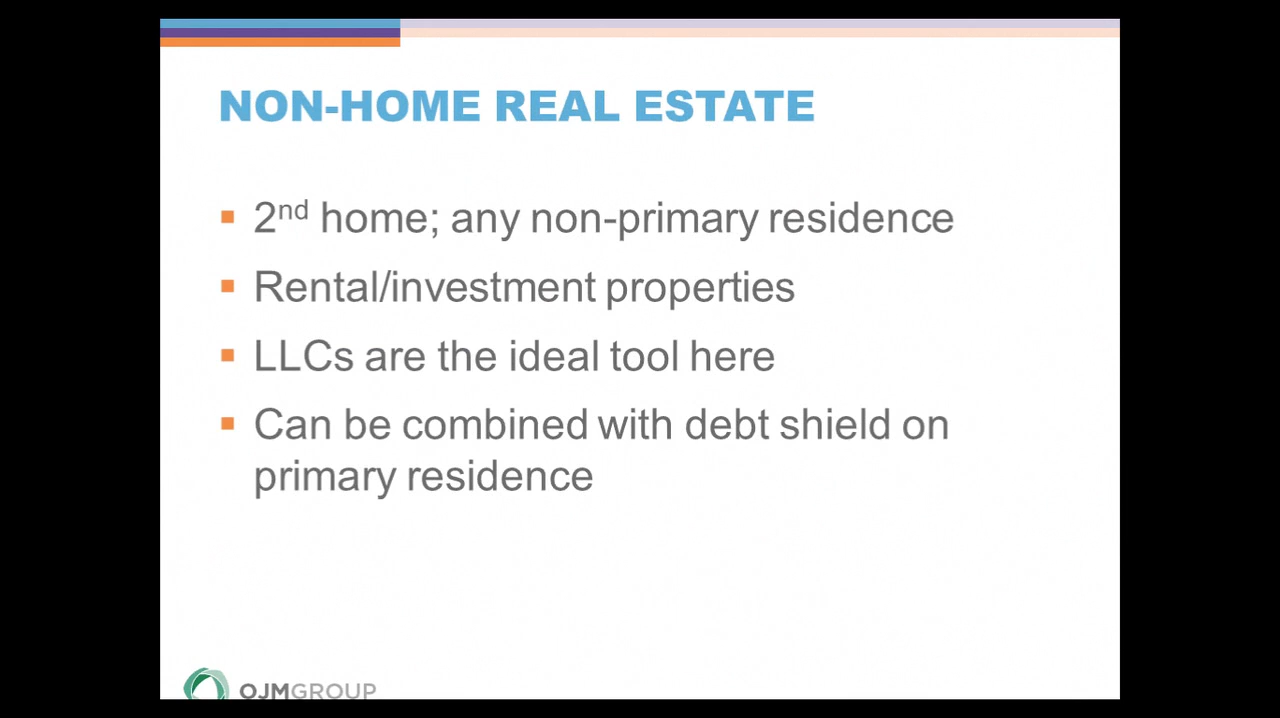 NON-HOME REAL ESTATE
▪ 2nd home; any non-primary residence
▪ Rental/investment properties
▪ LLCs are the ideal tool here
▪ Can be combined with debt shield on
primary residence
OJMGROUP